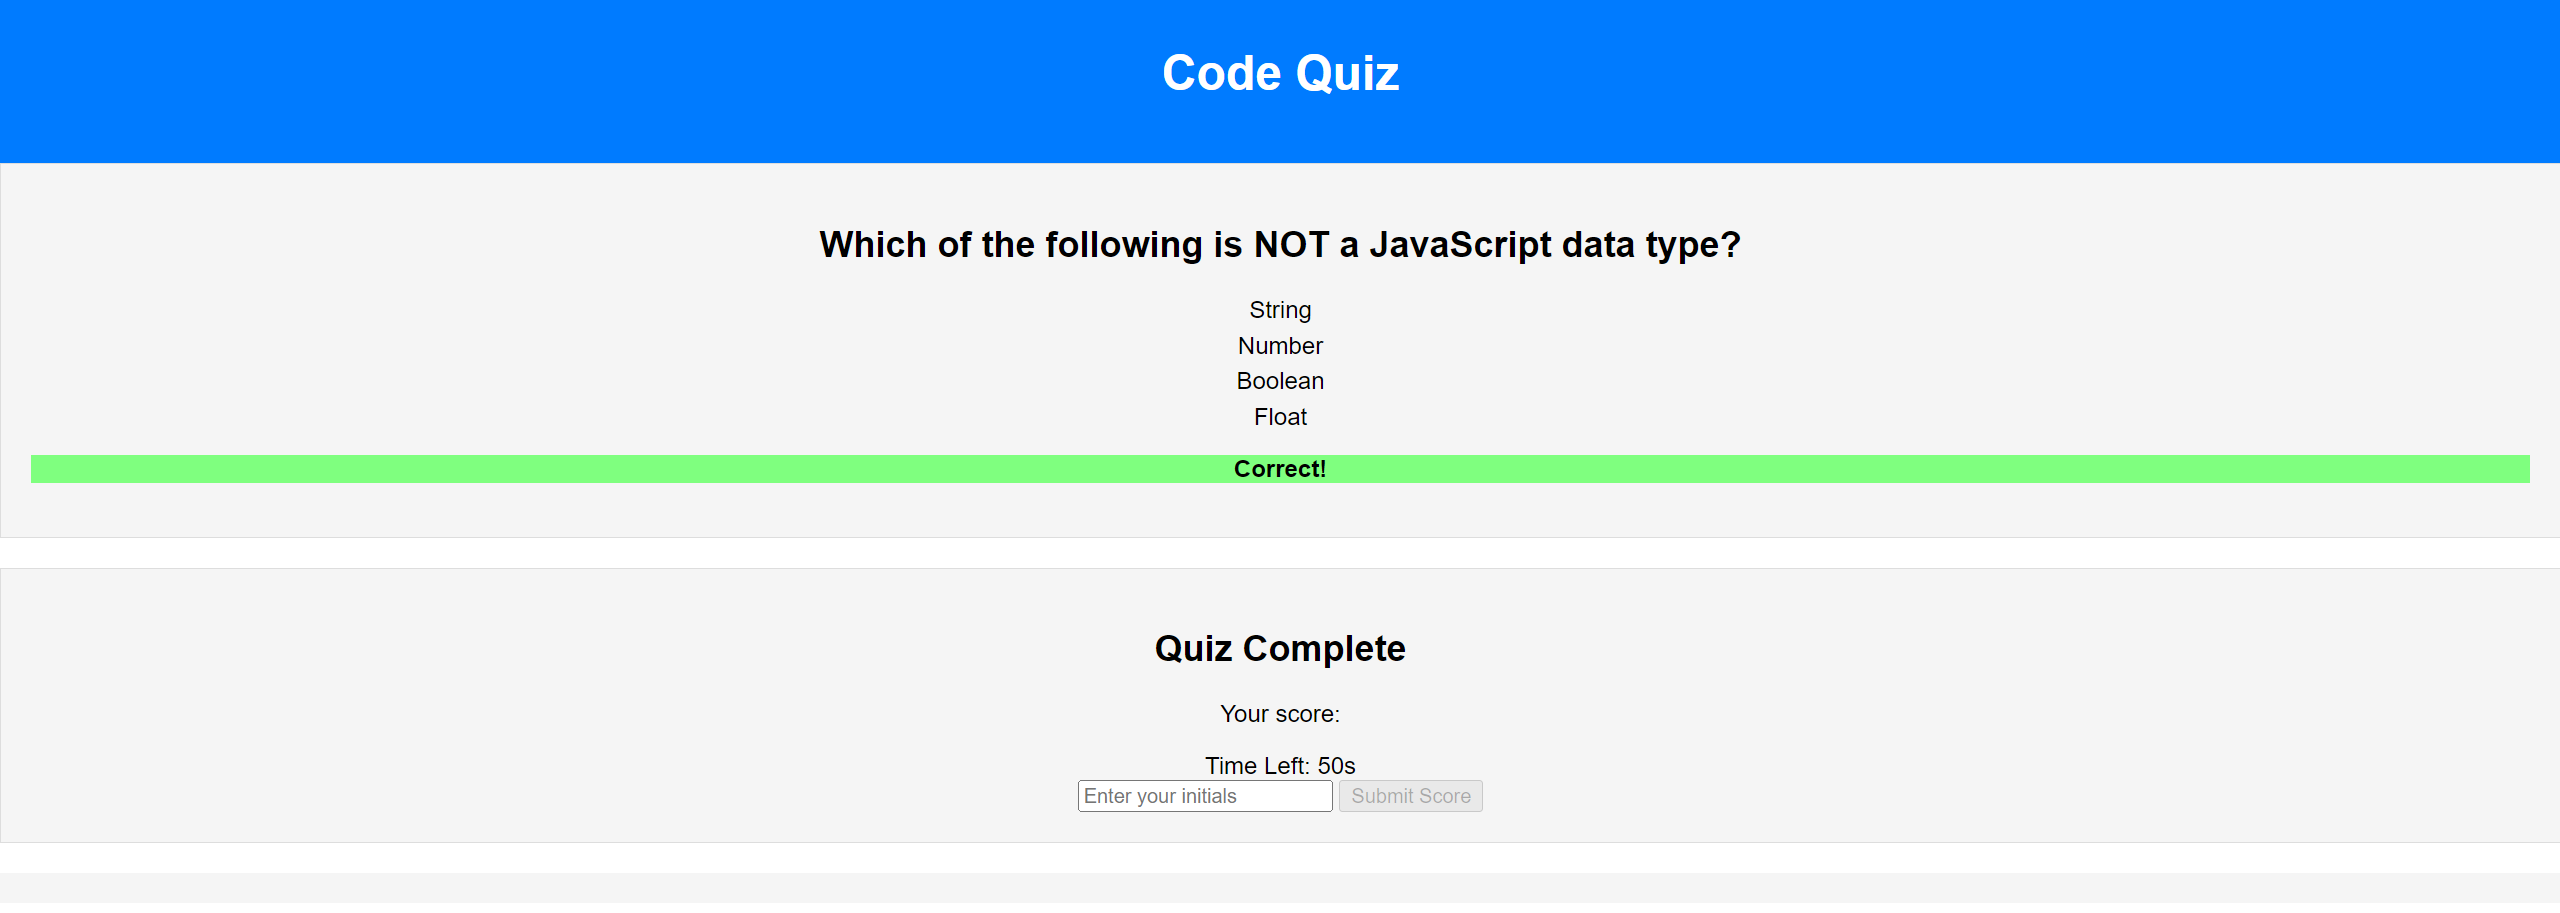 Code Quiz
Which of the following is NOT a JavaScript data type?
String
Number
Boolean
Float
Correct!
Quiz Complete
Your score:
Time Left: 50s
Enter your initials Submit Score